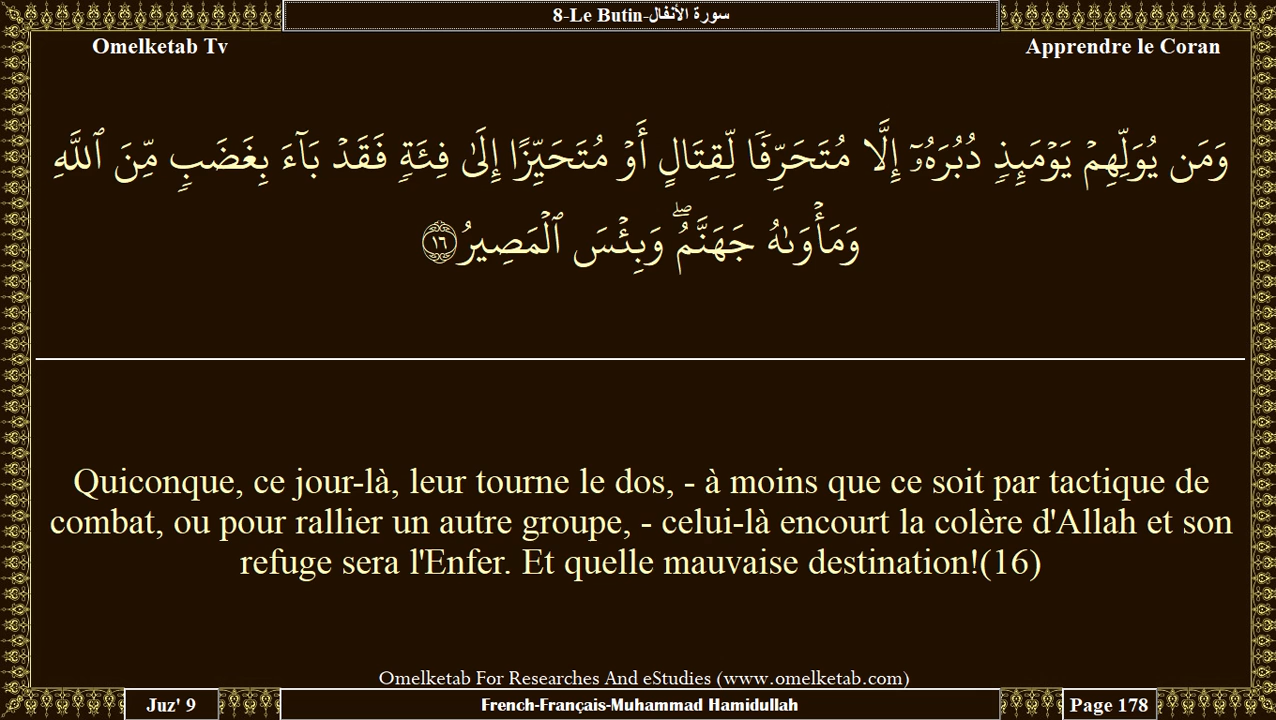 8-Le Butin-سورة الأنفال
Omelketab Tv
Apprendre le Coran
وَمَن يُوَلِّهِمۡ يَوۡمَئِذٖ دُبُرَهُۥٓ إِلَّا مُتَحَرِّفٗا لِّقِتَالٍ أَوۡ مُتَحَيِّزًا إِلَىٰ فِئَةٖ فَقَدۡ بَآءَ بِغَضَبٖ مِّنَ ٱللَّهِ
وَمَأۡوَىٰهُ جَهَنَّمُۖ وَبِئۡسَ ٱلۡمَصِيرُ ١٦
Quiconque, ce jour-là, leur tourne le dos, - à moins que ce soit par tactique de
combat, ou pour rallier un autre groupe, - celui-là encourt la colère d'Allah et son
refuge sera l'Enfer. Et quelle mauvaise destination!(16)
Omelketab For Researches And eStudies (www.omelketab.com)
Juz' 9
French-Français-Muhammad Hamidullah
Page 178